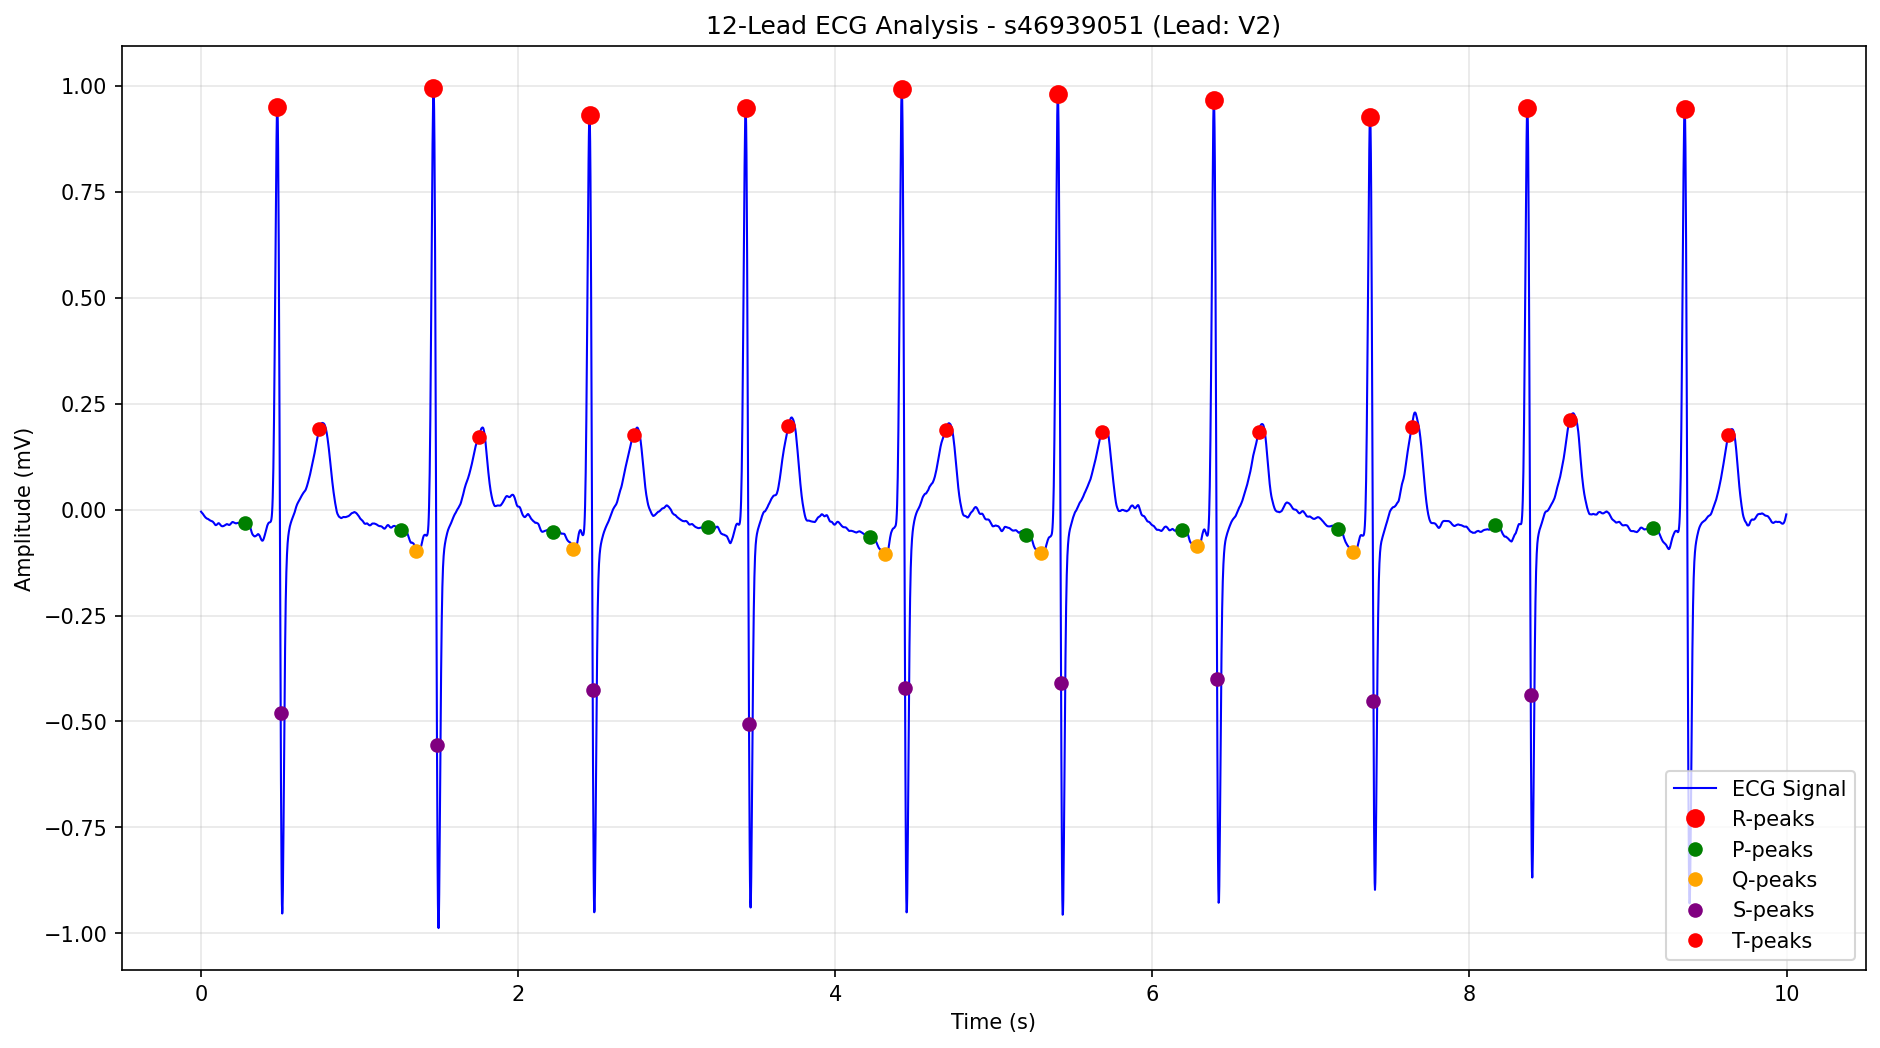 12-Lead ECG Analysis - s46939051 (Lead: V2)
Amplitude (mV)
1.00
0.75
0.50
0.25
0.00
−0.25
−0.50
−0.75
−1.00
ECG Signal
R-peaks
P-peaks
Q-peaks
S-peaks
T-peaks
0 2 4 6 8 10
Time (s)